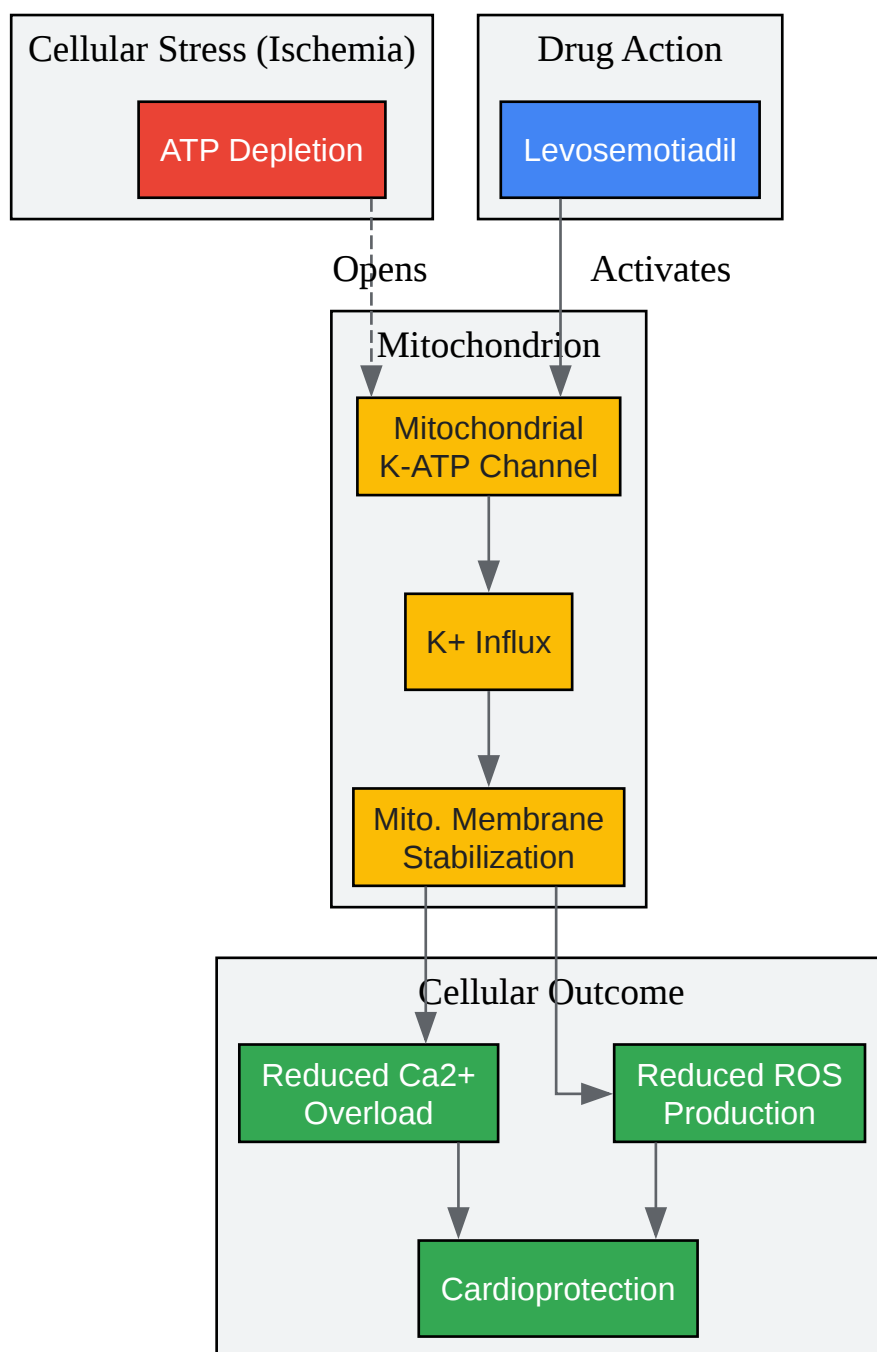 Cellular Stress (Ischemia)
Drug Action
ATP Depletion
Levosemotiadil
Opens
Activates
Mitochondrion
Mitochondrial
K-ATP Channel
K+ Influx
Mito. Membrane
Stabilization
Cellular Outcome
Reduced Ca2+
Overload
Reduced ROS
Production
Cardioprotection